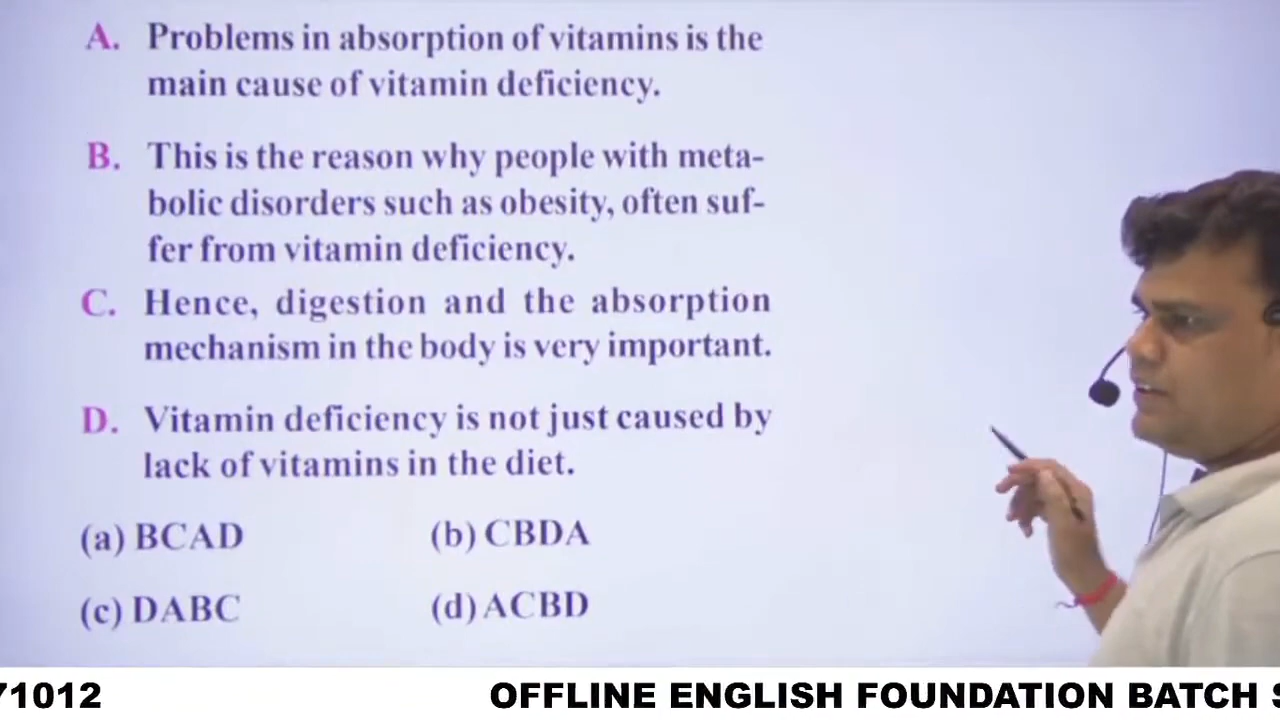 A. Problems in absorption of vitamins is the
main cause of vitamin deficiency.
B. This is the reason why people with meta-
bolic disorders such as obesity, often suf-
fer from vitamin deficiency.
C. Hence, digestion and the absorption
mechanism in the body is very important.
D. Vitamin deficiency is not just caused by
lack of vitamins in the diet.
(a) BCAD (b) CBDA
(c) DABC (d) ACBD
71012 OFFLINE ENGLISH FOUNDATION BATCH S